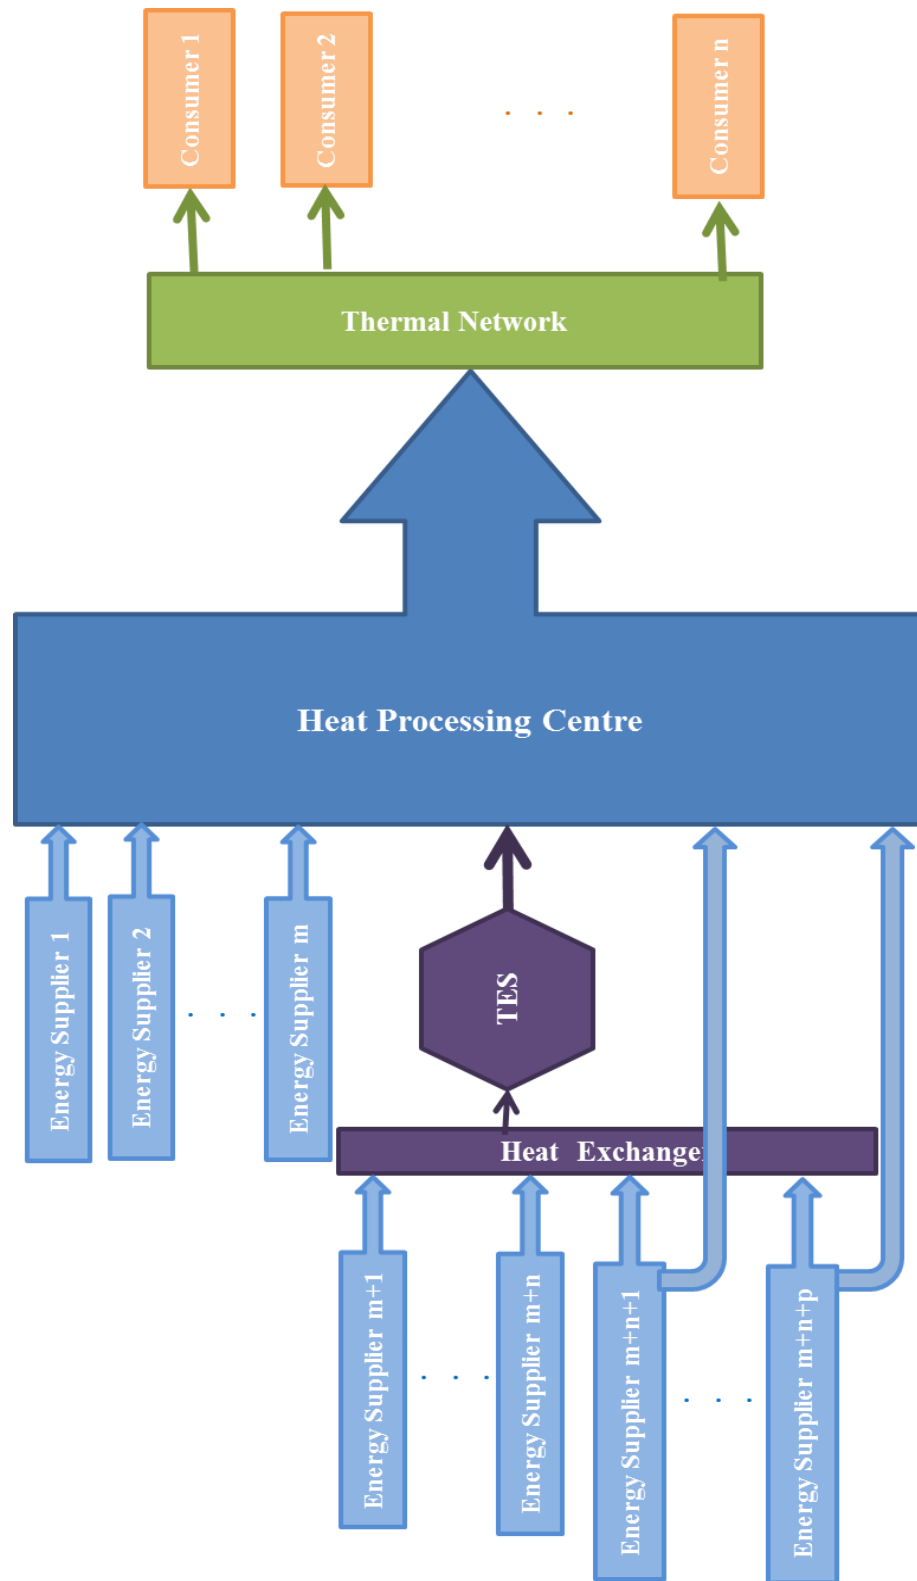 Consumer 1
Consumer 2
. . .
Consumer n
Thermal Network
Heat Processing Centre
Energy Supplier 1
Energy Supplier 2
. . .
Energy Supplier m
TES
Heat Exchanger
Energy Supplier m+1
. . .
Energy Supplier m+n
Energy Supplier m+n+1
. . .
Energy Supplier m+n+p